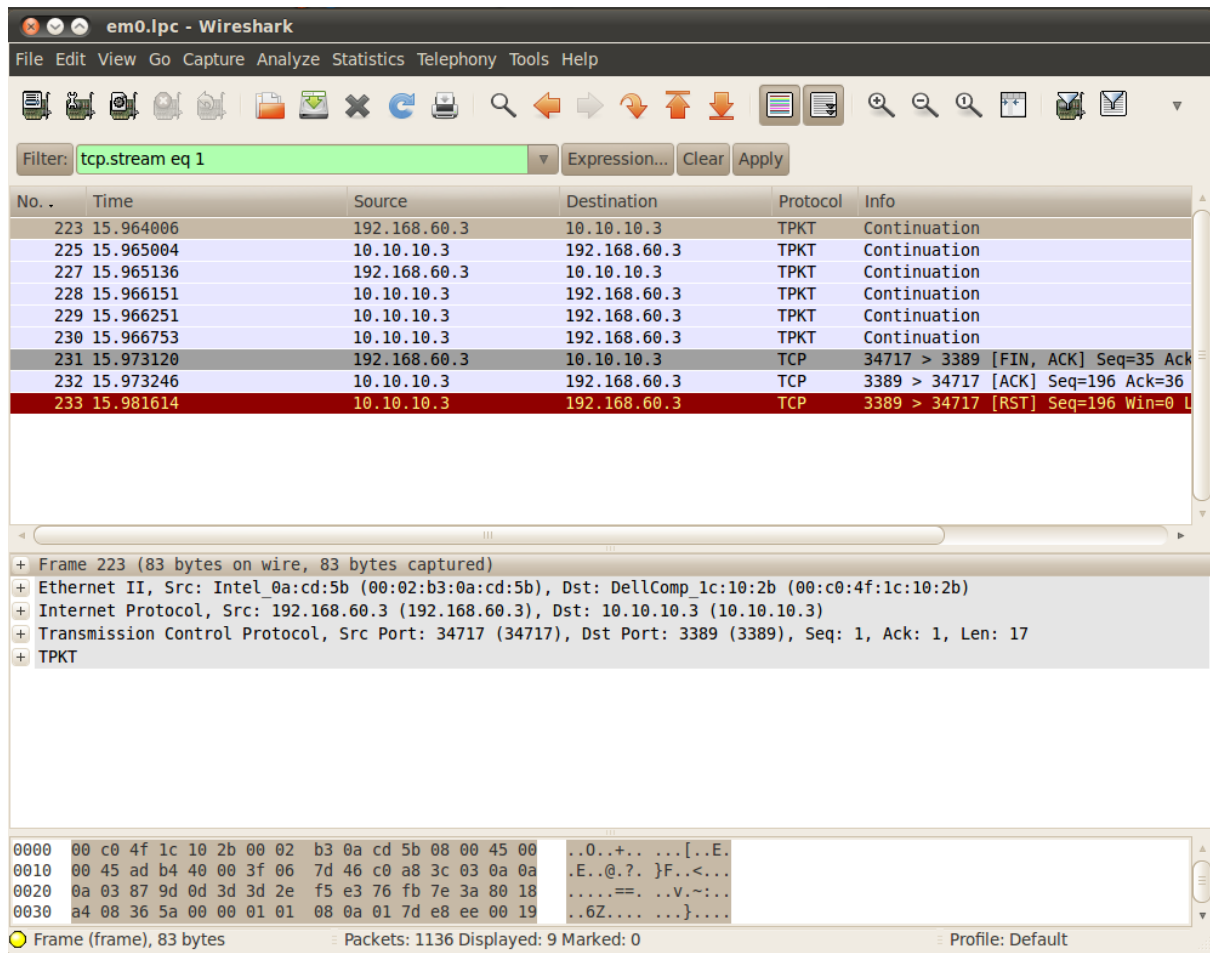 em0.lpc - Wireshark
File Edit View Go Capture Analyze Statistics Telephony Tools Help
Filter: tcp.stream eq 1 Expression... Clear Apply
No. . Time Source Destination Protocol Info
223 15.964006 192.168.60.3 10.10.10.3 TPKT Continuation
225 15.965004 10.10.10.3 192.168.60.3 TPKT Continuation
227 15.965136 192.168.60.3 10.10.10.3 TPKT Continuation
228 15.966151 10.10.10.3 192.168.60.3 TPKT Continuation
229 15.966251 10.10.10.3 192.168.60.3 TPKT Continuation
230 15.966753 10.10.10.3 192.168.60.3 TPKT Continuation
231 15.973120 192.168.60.3 10.10.10.3 TCP 34717 > 3389 [FIN, ACK] Seq=35 Ack
232 15.973246 10.10.10.3 192.168.60.3 TCP 3389 > 34717 [ACK] Seq=196 Ack=36
233 15.981614 10.10.10.3 192.168.60.3 TCP 3389 > 34717 [RST] Seq=196 Win=0 L
+ Frame 223 (83 bytes on wire, 83 bytes captured)
+ Ethernet II, Src: Intel_0a:cd:5b (00:02:b3:0a:cd:5b), Dst: DellComp_1c:10:2b (00:c0:4f:1c:10:2b)
+ Internet Protocol, Src: 192.168.60.3 (192.168.60.3), Dst: 10.10.10.3 (10.10.10.3)
+ Transmission Control Protocol, Src Port: 34717 (34717), Dst Port: 3389 (3389), Seq: 1, Ack: 1, Len: 17
+ TPKT
0000 00 c0 4f 1c 10 2b 00 02 b3 0a cd 5b 08 00 45 00 ..O..+.. ...[..E.
0010 00 45 ad b4 40 00 3f 06 7d 46 c0 a8 3c 03 0a 0a .E..@.?. }F..<...
0020 0a 03 87 9d 0d 3d 3d 2e f5 e3 76 fb 7e 3a 80 18 .....==. ..v.~:..
0030 a4 08 36 5a 00 00 01 01 08 0a 01 7d e8 ee 00 19 ..6Z.... ...}....
Frame (frame), 83 bytes Packets: 1136 Displayed: 9 Marked: 0 Profile: Default